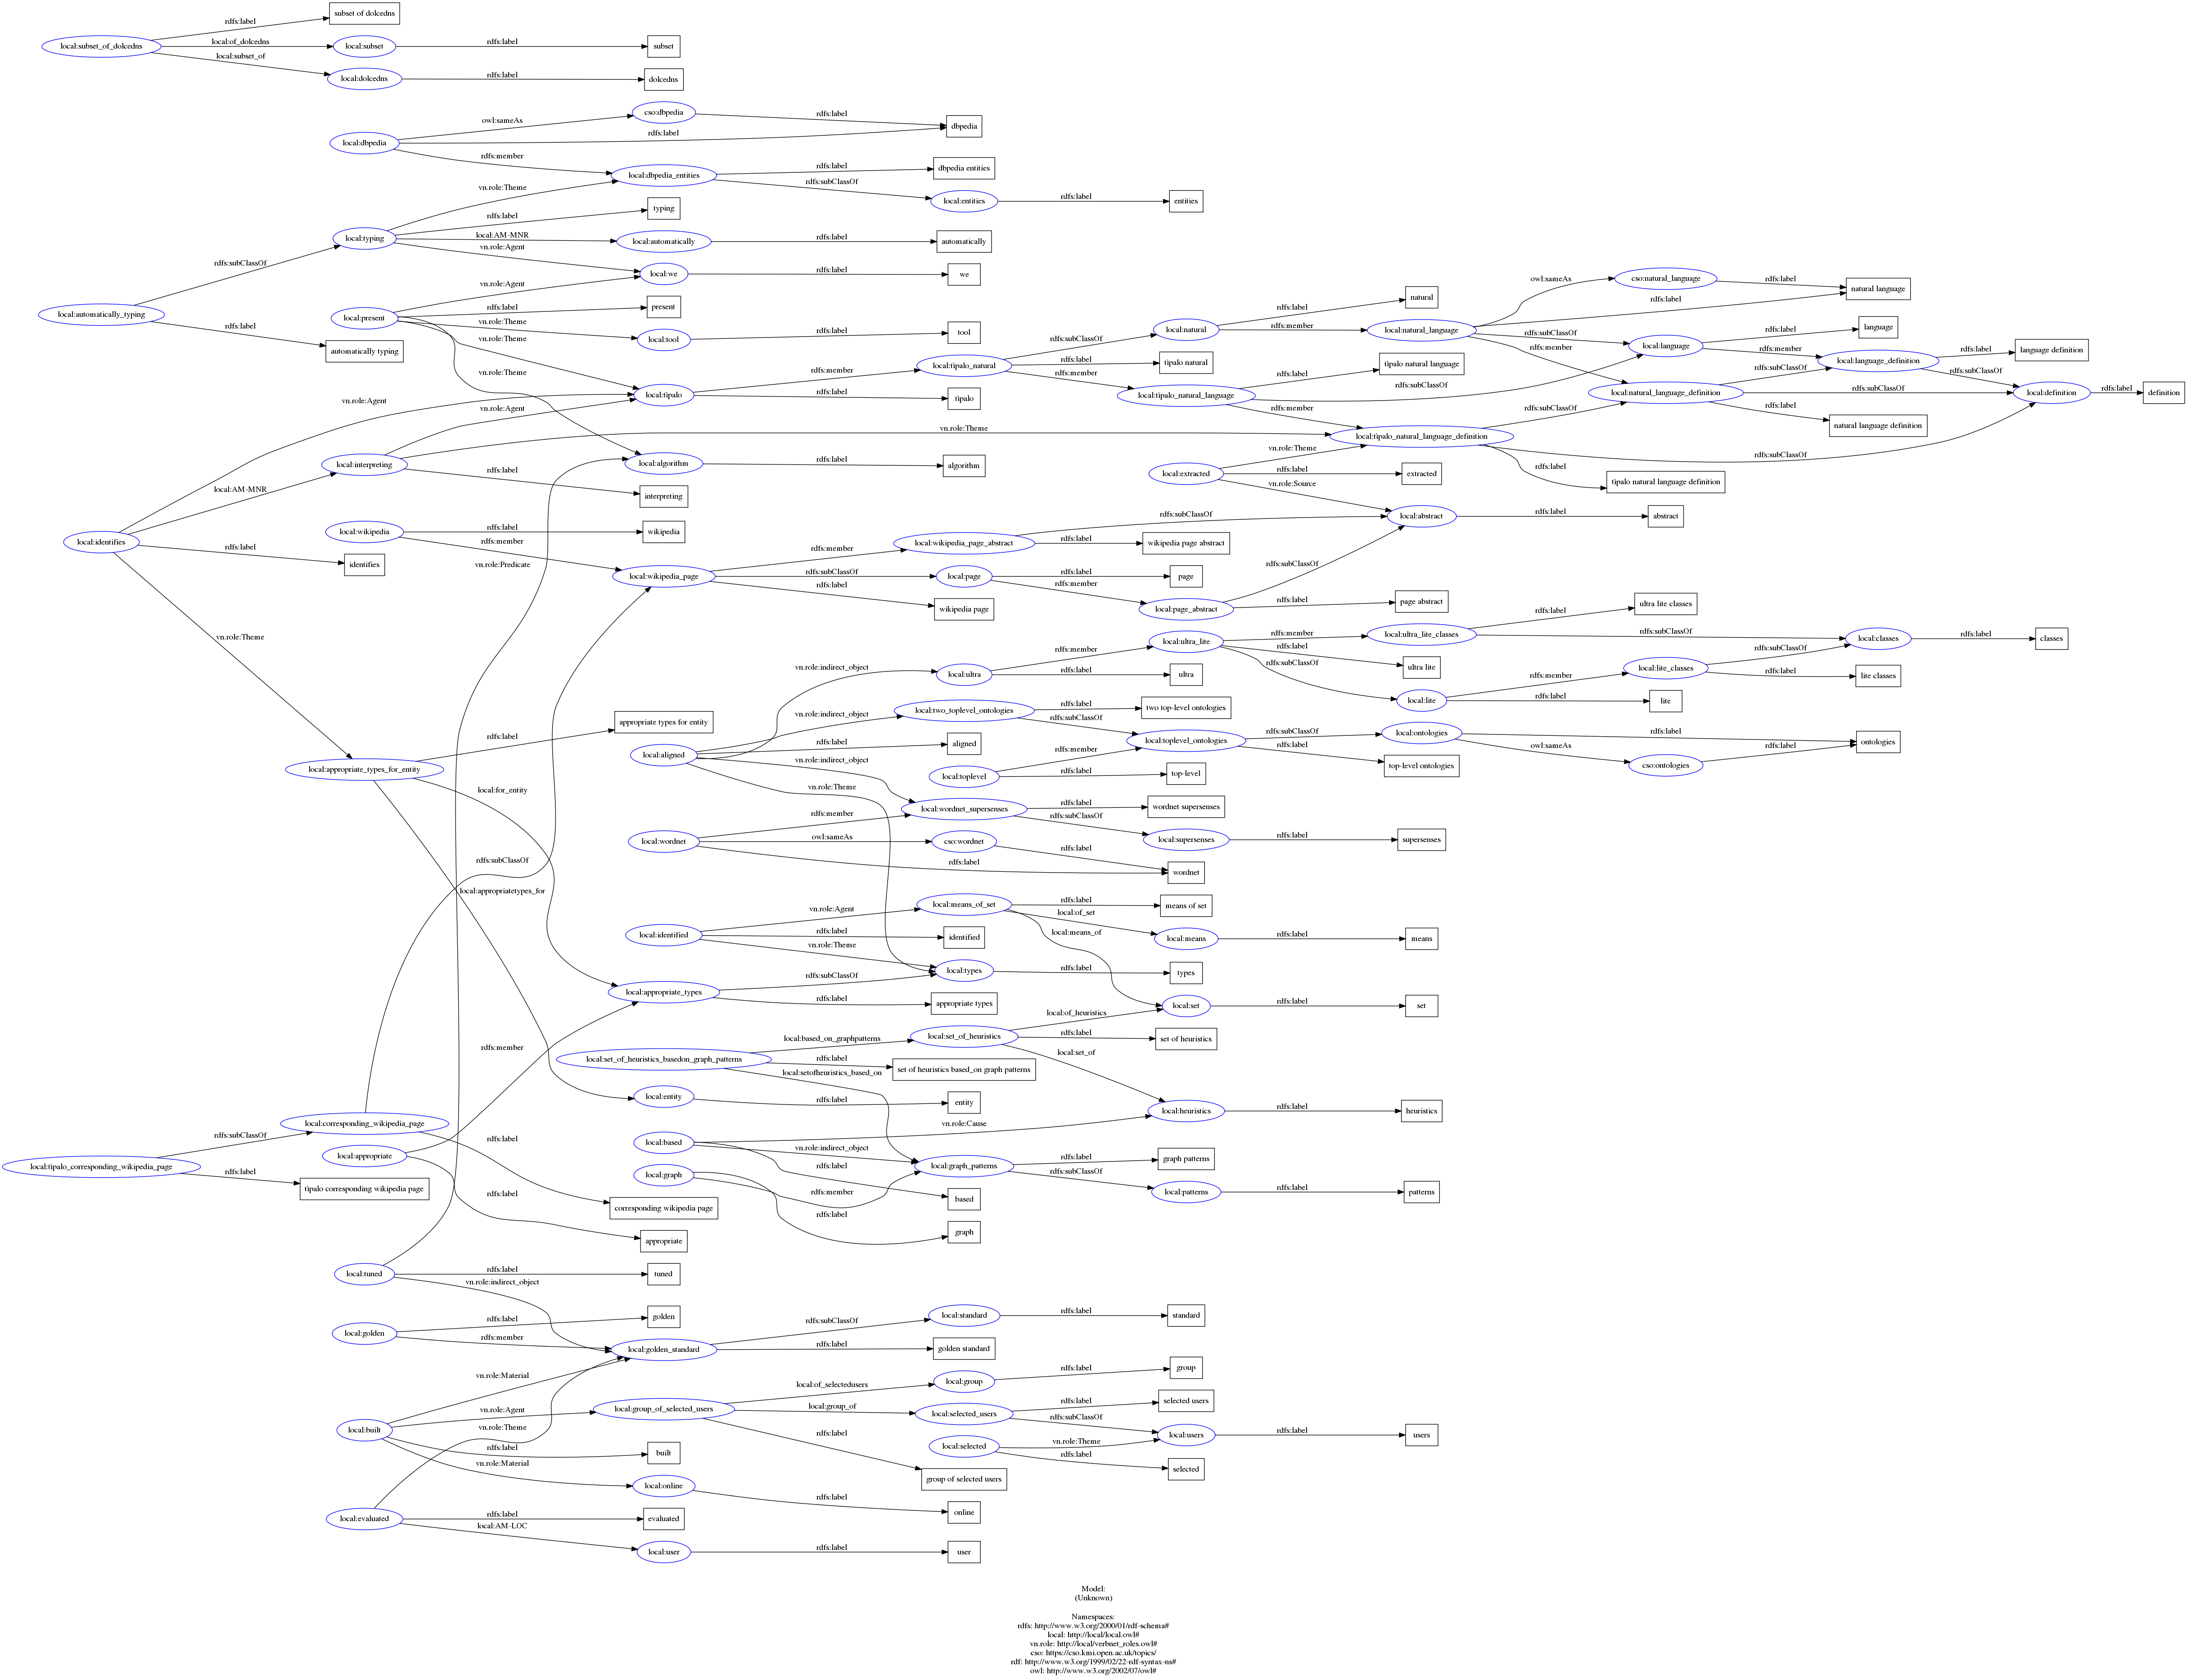 rdfs:label
subset of dolcedns
local:subset_of_dolcedns
local:of_dolcedns
local:subset
rdfs:label
subset
local:subset_of
local:dolcedns
rdfs:label
dolcedns
local:dbpedia
owl:sameAs
cso:dbpedia
rdfs:label
dbpedia
rdfs:label
rdfs:member
local:dbpedia_entities
rdfs:label
dbpedia entities
rdfs:subClassOf
local:entities
rdfs:label
entities
vn.role:Theme
local:typing
rdfs:label
typing
local:AM-MNR
local:automatically
rdfs:label
automatically
vn.role:Agent
local:we
rdfs:label
we
rdfs:subClassOf
local:automatically_typing
rdfs:label
automatically typing
vn.role:Agent
local:present
rdfs:label
present
vn.role:Theme
local:tool
rdfs:label
tool
vn.role:Theme
vn.role:Theme
local:tipalo
rdfs:label
tipalo
rdfs:member
local:tipalo_natural
rdfs:label
tipalo natural
rdfs:subClassOf
local:natural
rdfs:label
natural
rdfs:member
local:natural_language
owl:sameAs
cso:natural_language
rdfs:label
natural language
rdfs:label
rdfs:subClassOf
local:language
rdfs:label
language
rdfs:member
local:language_definition
rdfs:label
language definition
rdfs:subClassOf
rdfs:member
local:tipalo_natural_language
rdfs:label
tipalo natural language
rdfs:subClassOf
rdfs:member
rdfs:member
local:natural_language_definition
rdfs:subClassOf
rdfs:subClassOf
local:definition
rdfs:label
definition
rdfs:label
natural language definition
rdfs:subClassOf
local:tipalo_natural_language_definition
rdfs:subClassOf
rdfs:label
tipalo natural language definition
vn.role:Agent
vn.role:Agent
vn.role:Theme
local:interpreting
rdfs:label
interpreting
local:algorithm
rdfs:label
algorithm
vn.role:Theme
local:extracted
rdfs:label
extracted
vn.role:Source
local:abstract
rdfs:label
abstract
local:AM-MNR
local:identifies
rdfs:label
identifies
vn.role:Theme
local:wikipedia
rdfs:label
wikipedia
rdfs:member
vn.role:Predicate
local:wikipedia_page
rdfs:member
local:wikipedia_page_abstract
rdfs:subClassOf
rdfs:label
wikipedia page abstract
rdfs:subClassOf
local:page
rdfs:label
page
rdfs:label
wikipedia page
rdfs:member
local:page_abstract
rdfs:subClassOf
rdfs:label
page abstract
vn.role:indirect_object
local:ultra
rdfs:label
ultra
rdfs:member
local:ultra_lite
rdfs:member
local:ultra_lite_classes
rdfs:label
ultra lite classes
rdfs:subClassOf
local:classes
rdfs:label
classes
rdfs:label
ultra lite
rdfs:subClassOf
local:lite
rdfs:member
local:lite_classes
rdfs:subClassOf
rdfs:label
lite classes
rdfs:label
lite
vn.role:indirect_object
local:two_toplevel_ontologies
rdfs:label
two top-level ontologies
rdfs:subClassOf
local:toplevel_ontologies
rdfs:subClassOf
local:ontologies
rdfs:label
ontologies
owl:sameAs
cso:ontologies
rdfs:label
rdfs:label
top-level ontologies
local:aligned
rdfs:label
aligned
vn.role:indirect_object
vn.role:Theme
rdfs:member
local:toplevel
rdfs:label
top-level
rdfs:label
appropriate types for entity
local:appropriate_types_for_entity
local:for_entity
local:appropriatetypes_for
local:wordnet
rdfs:member
local:wordnet_supersenses
rdfs:label
wordnet supersenses
rdfs:subClassOf
local:supersenses
rdfs:label
supersenses
owl:sameAs
cso:wordnet
rdfs:label
wordnet
rdfs:label
rdfs:subClassOf
local:identified
vn.role:Agent
local:means_of_set
rdfs:label
means of set
local:of_set
local:means
rdfs:label
means
local:means_of
rdfs:label
identified
vn.role:Theme
local:types
rdfs:label
types
local:appropriate_types
rdfs:subClassOf
rdfs:label
appropriate types
local:set
rdfs:label
set
rdfs:member
local:set_of_heuristics_basedon_graph_patterns
local:based_on_graphpatterns
local:set_of_heuristics
local:of_heuristics
rdfs:label
set of heuristics
local:set_of
rdfs:label
set of heuristics based_on graph patterns
local:setofheuristics_based_on
local:entity
rdfs:label
entity
local:heuristics
rdfs:label
heuristics
local:based
vn.role:Cause
vn.role:indirect_object
rdfs:label
based
local:graph_patterns
rdfs:label
graph patterns
rdfs:subClassOf
local:patterns
rdfs:label
patterns
local:graph
rdfs:member
rdfs:label
graph
local:corresponding_wikipedia_page
rdfs:label
corresponding wikipedia page
rdfs:subClassOf
local:tipalo_corresponding_wikipedia_page
rdfs:label
tipalo corresponding wikipedia page
local:appropriate
rdfs:label
appropriate
local:tuned
rdfs:label
tuned
vn.role:indirect_object
local:golden
rdfs:label
golden
rdfs:member
local:golden_standard
rdfs:subClassOf
local:standard
rdfs:label
standard
rdfs:label
golden standard
vn.role:Material
local:built
vn.role:Agent
local:group_of_selected_users
local:of_selectedusers
local:group
rdfs:label
group
local:group_of
local:selected_users
rdfs:label
selected users
rdfs:subClassOf
local:users
rdfs:label
users
rdfs:label
group of selected users
local:selected
vn.role:Theme
rdfs:label
selected
vn.role:Theme
rdfs:label
built
vn.role:Material
local:online
rdfs:label
online
local:evaluated
rdfs:label
evaluated
local:AM-LOC
local:user
rdfs:label
user
Model:
(Unknown)
Namespaces:
rdfs: http://www.w3.org/2000/01/rdf-schema#
local: http://local/local.owl#
vn.role: http://local/verbnet_roles.owl#
cso: https://cso.kmi.open.ac.uk/topics/
rdf: http://www.w3.org/1999/02/22-rdf-syntax-ns#
owl: http://www.w3.org/2002/07/owl#